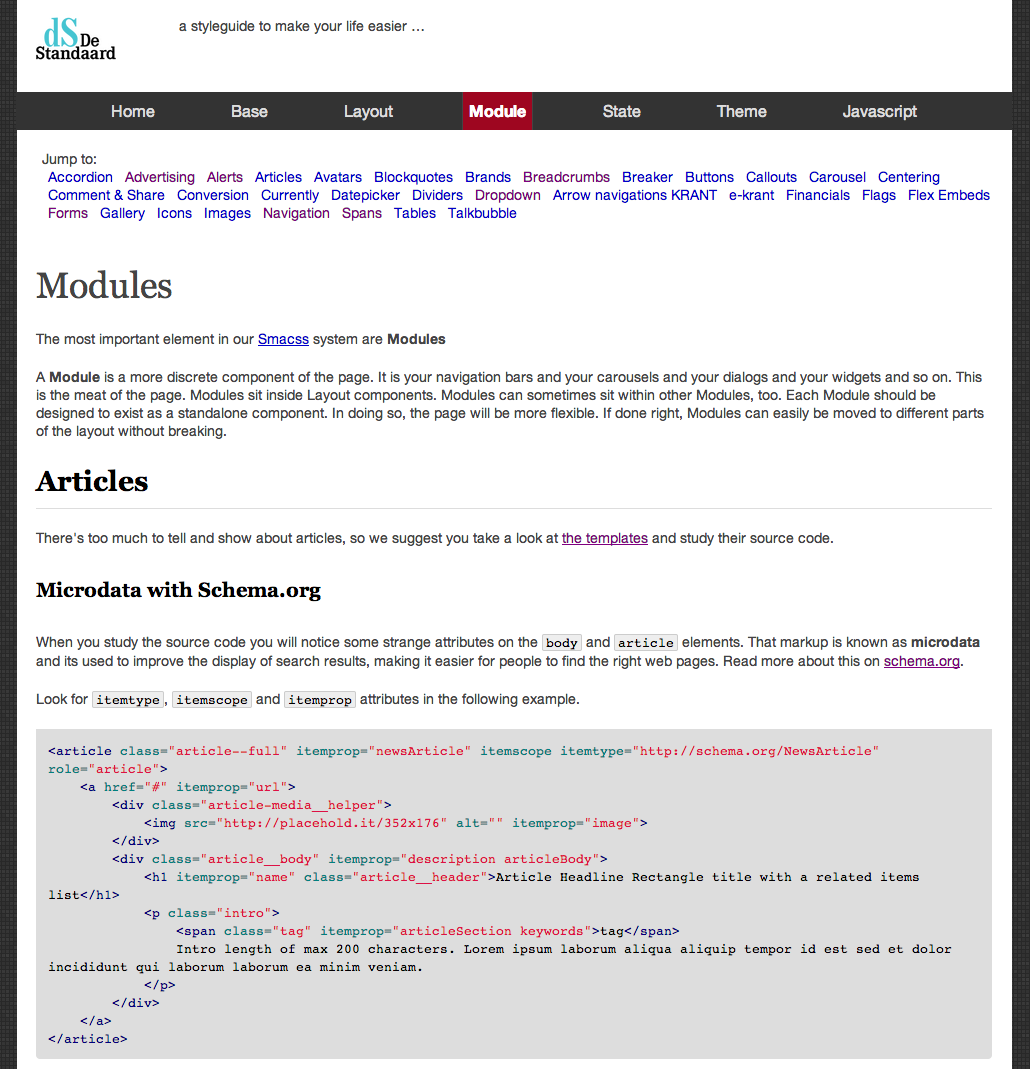 dS De
Standaard
a styleguide to make your life easier …
Home Base Layout Module State Theme Javascript
Jump to:
Accordion Advertising Alerts Articles Avatars Blockquotes Brands Breadcrumbs Breaker Buttons Callouts Carousel Centering
Comment & Share Conversion Currently Datepicker Dividers Dropdown Arrow navigations KRANT e-krant Financials Flags Flex Embeds
Forms Gallery Icons Images Navigation Spans Tables Talkbubble
Modules
The most important element in our Smacss system are Modules
A Module is a more discrete component of the page. It is your navigation bars and your carousels and your dialogs and your widgets and so on. This
is the meat of the page. Modules sit inside Layout components. Modules can sometimes sit within other Modules, too. Each Module should be
designed to exist as a standalone component. In doing so, the page will be more flexible. If done right, Modules can easily be moved to different parts
of the layout without breaking.
Articles
There's too much to tell and show about articles, so we suggest you take a look at the templates and study their source code.
Microdata with Schema.org
When you study the source code you will notice some strange attributes on the body and article elements. That markup is known as microdata
and its used to improve the display of search results, making it easier for people to find the right web pages. Read more about this on schema.org.
Look for itemtype, itemscope and itemprop attributes in the following example.
<article class="article--full" itemprop="newsArticle" itemscope itemtype="http://schema.org/NewsArticle"
role="article">
    <a href="#" itemprop="url">
        <div class="article-media__helper">
            <img src="http://placehold.it/352x176" alt="" itemprop="image">
        </div>
        <div class="article__body" itemprop="description articleBody">
            <h1 itemprop="name" class="article__header">Article Headline Rectangle title with a related items
list</h1>
            <p class="intro">
                <span class="tag" itemprop="articleSection keywords">tag</span>
                Intro length of max 200 characters. Lorem ipsum laborum aliqua aliquip tempor id est sed et dolor
incididunt qui laborum laborum ea minim veniam.
            </p>
        </div>
    </a>
</article>